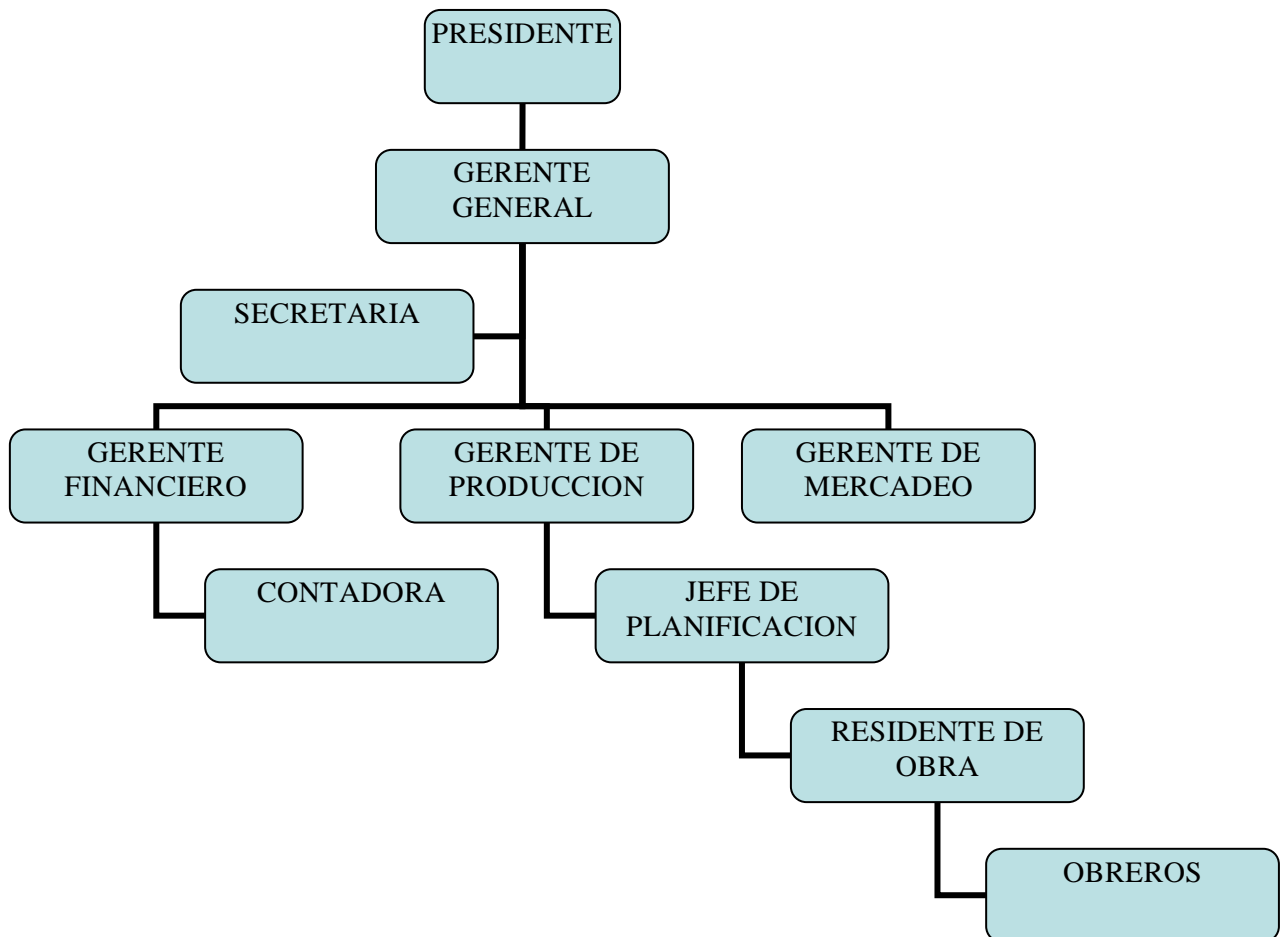 PRESIDENTE
GERENTE
GENERAL
SECRETARIA
GERENTE
FINANCIERO
GERENTE DE
PRODUCCION
GERENTE DE
MERCADEO
CONTADORA
JEFE DE
PLANIFICACION
RESIDENTE DE
OBRA
OBREROS